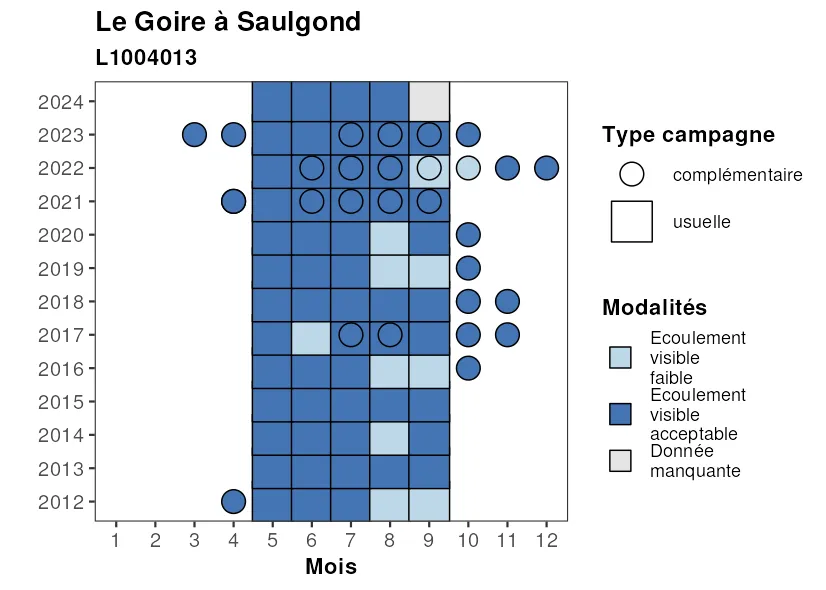 Le Goire à Saulgond
L1004013
2024
2023
2022
2021
2020
2019
2018
2017
2016
2015
2014
2013
2012
1 2 3 4 5 6 7 8 9 10 11 12
Mois
Type campagne
complémentaire
usuelle
Modalités
Ecoulement
visible
faible
Ecoulement
visible
acceptable
Donnée
manquante